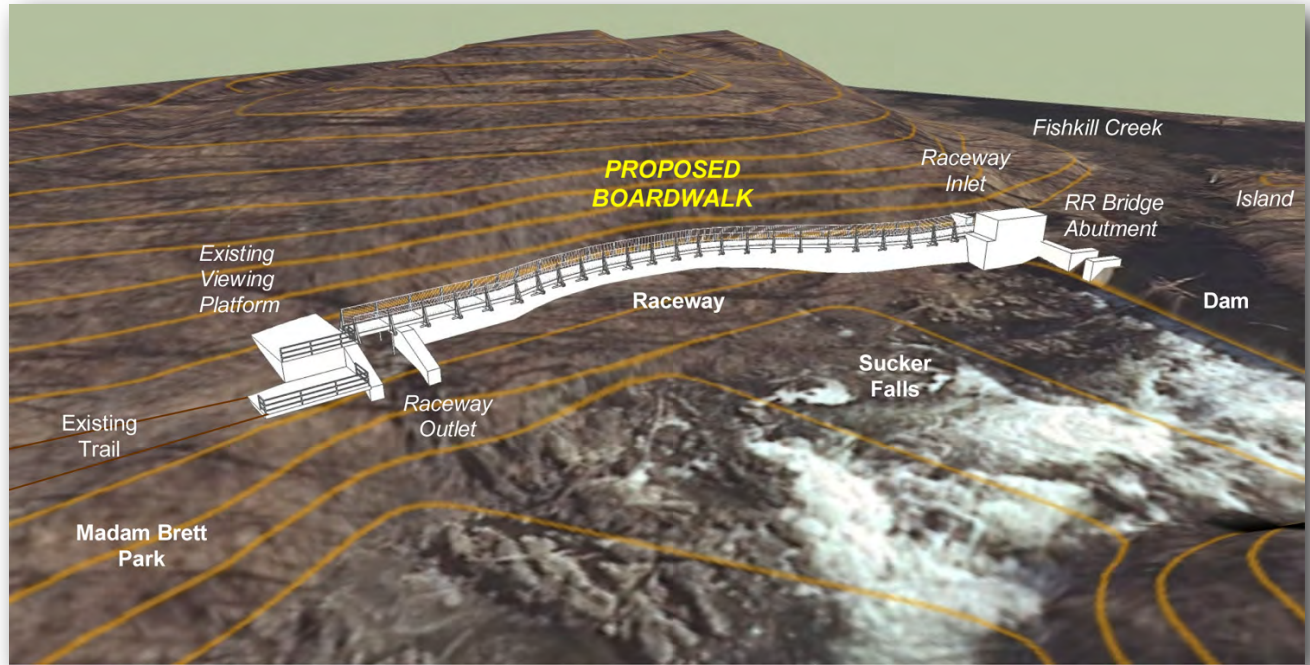 Fishkill Creek
PROPOSED
BOARDWALK
Raceway
Inlet
Island
RR Bridge
Abutment
Existing
Viewing
Platform
Raceway
Dam
Sucker
Falls
Raceway
Outlet
Existing
Trail
Madam Brett
Park